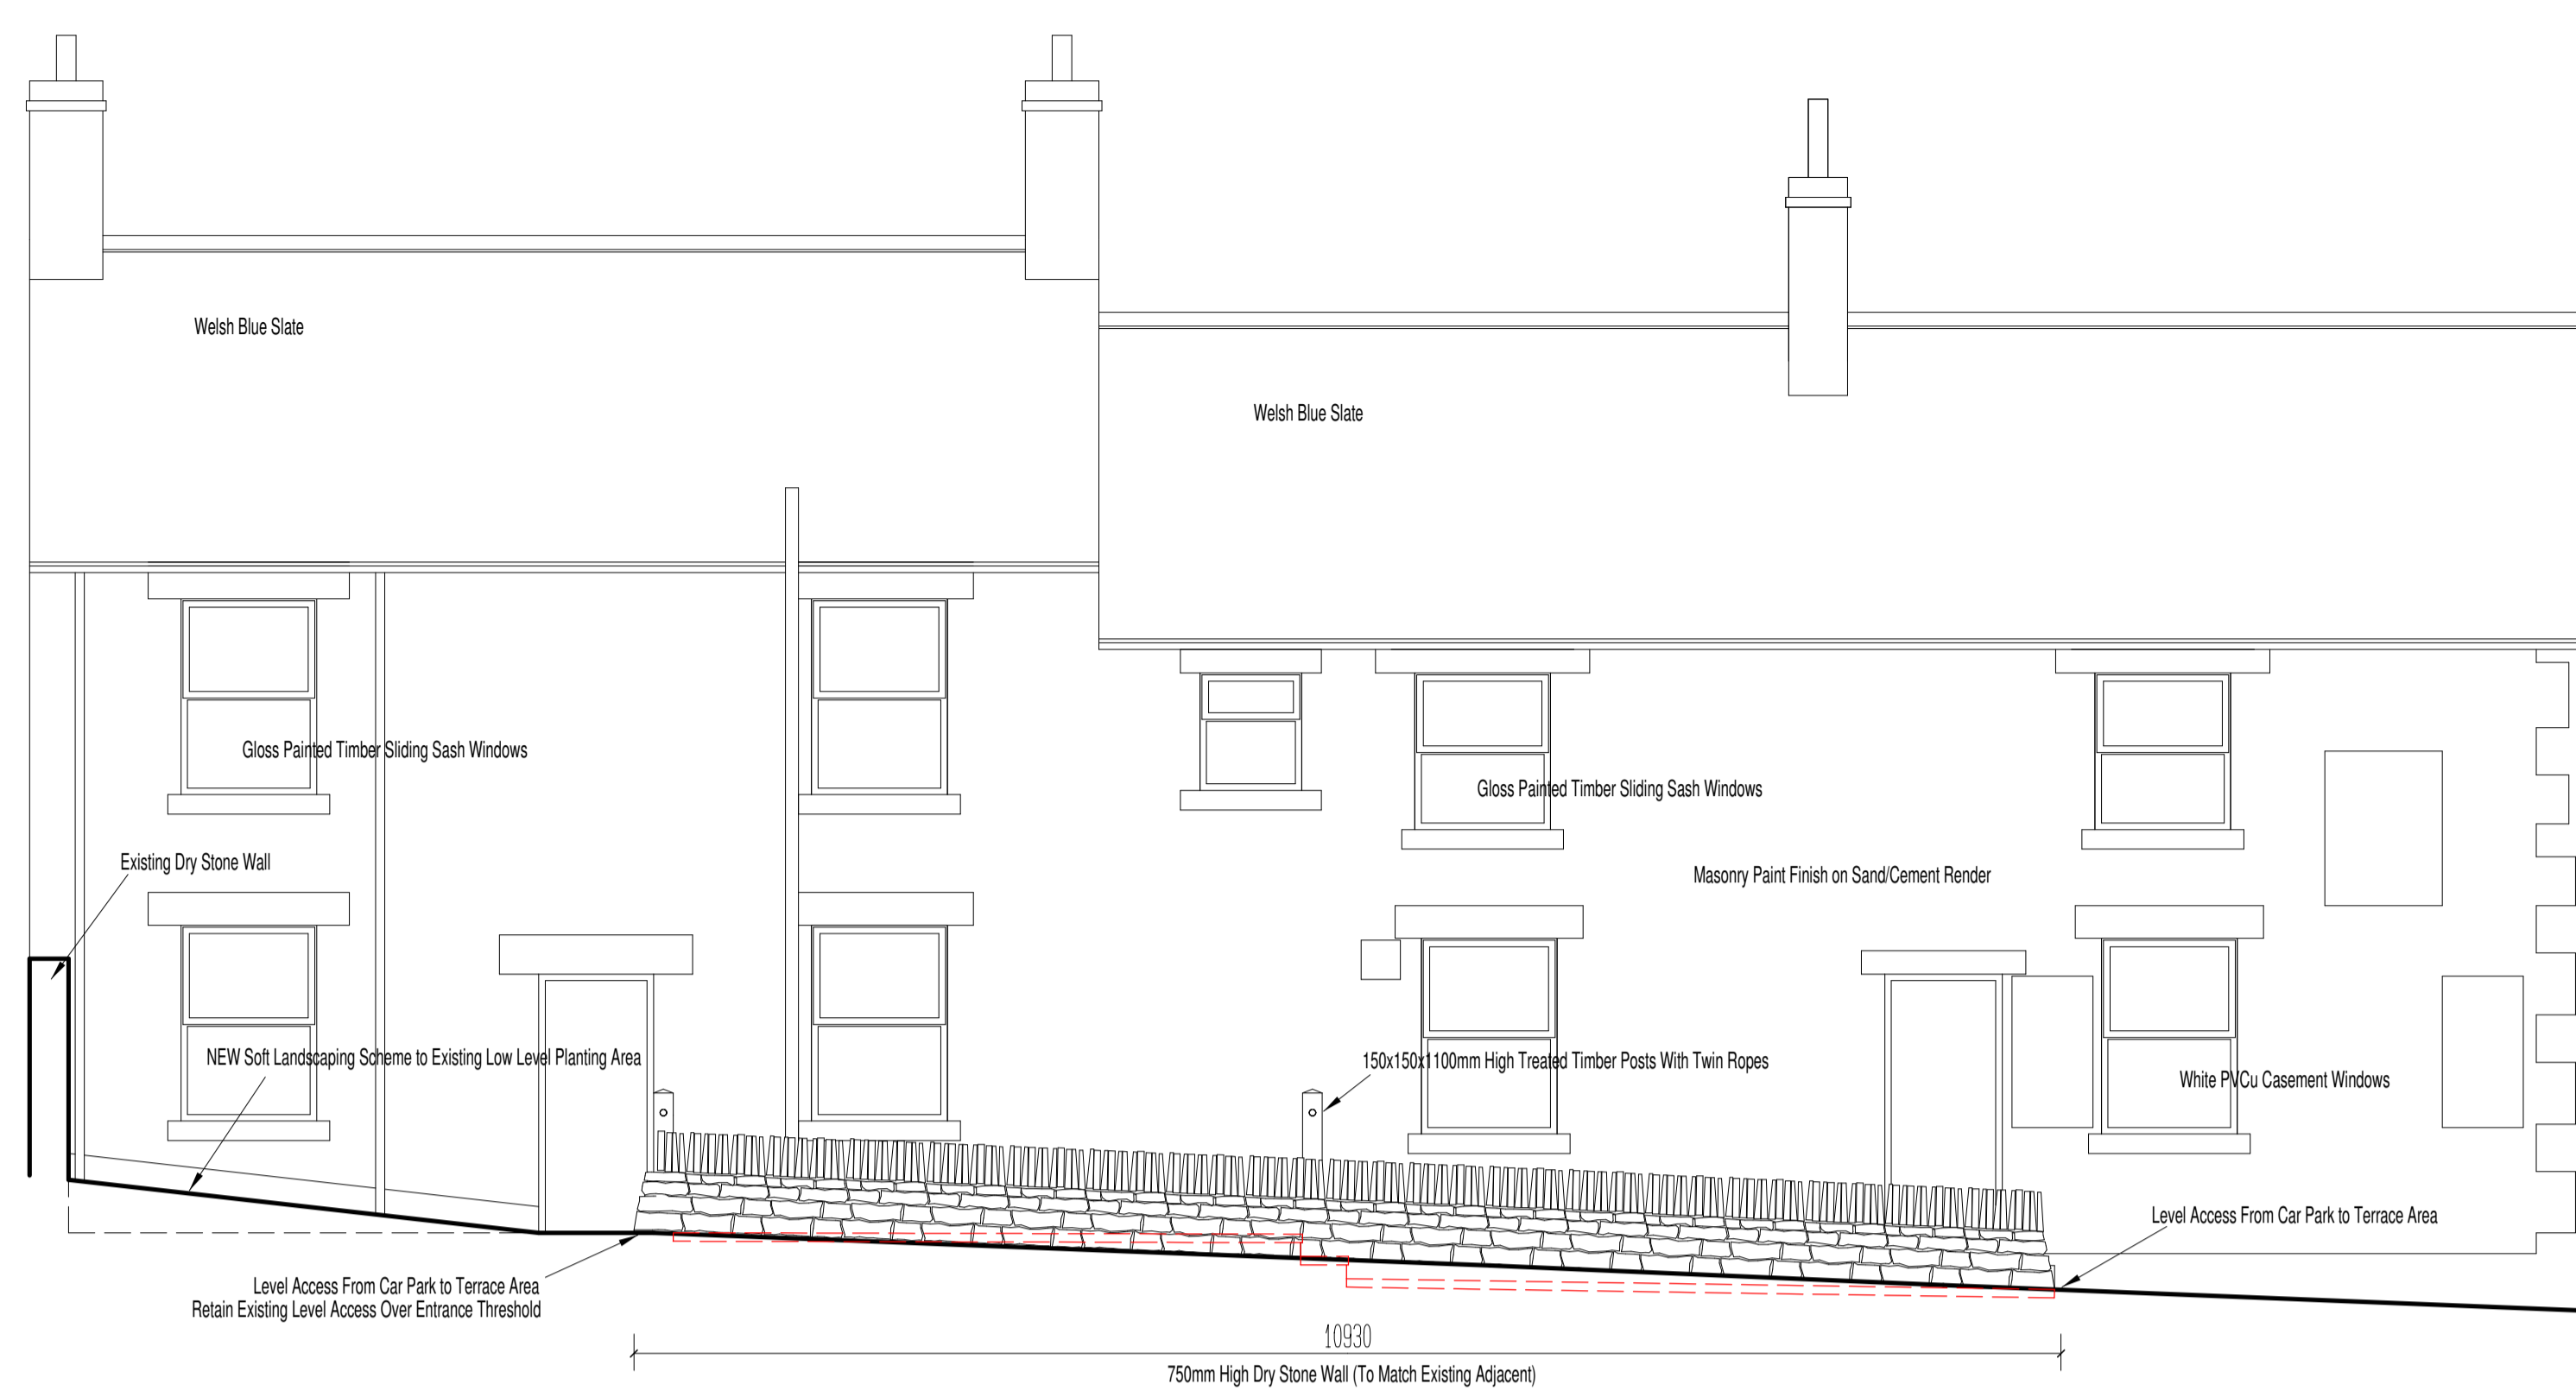 Welsh Blue Slate
Welsh Blue Slate
Gloss Painted Timber Sliding Sash Windows
Gloss Painted Timber Sliding Sash Windows
Existing Dry Stone Wall
Masonry Paint Finish on Sand/Cement Render
NEW Soft Landscaping Scheme to Existing Low Level Planting Area
150x150x1100mm High Treated Timber Posts With Twin Ropes
White PVCu Casement Windows
Level Access From Car Park to Terrace Area
Level Access From Car Park to Terrace Area
Retain Existing Level Access Over Entrance Threshold
10930
750mm High Dry Stone Wall (To Match Existing Adjacent)